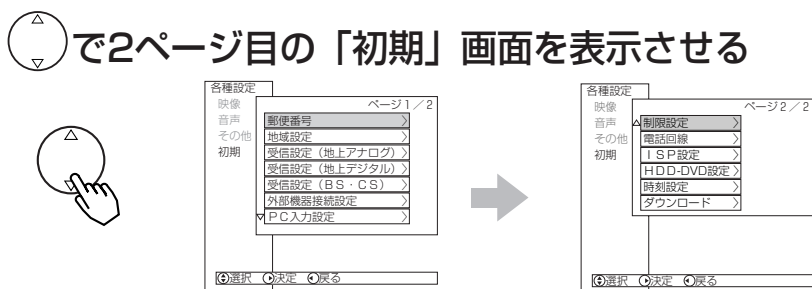 で2ページ目の「初期」画面を表示させる
各種設定
映像
音声
その他
初期
ページ1／2
郵便番号
地域設定
受信設定（地上アナログ）
受信設定（地上デジタル）
受信設定（BS・CS）
外部機器接続設定
PC入力設定
選択 決定 戻る
各種設定
映像
音声
その他
初期
ページ2／2
制限設定
電話回線
ISP設定
HDD-DVD設定
時刻設定
ダウンロード
選択 決定 戻る